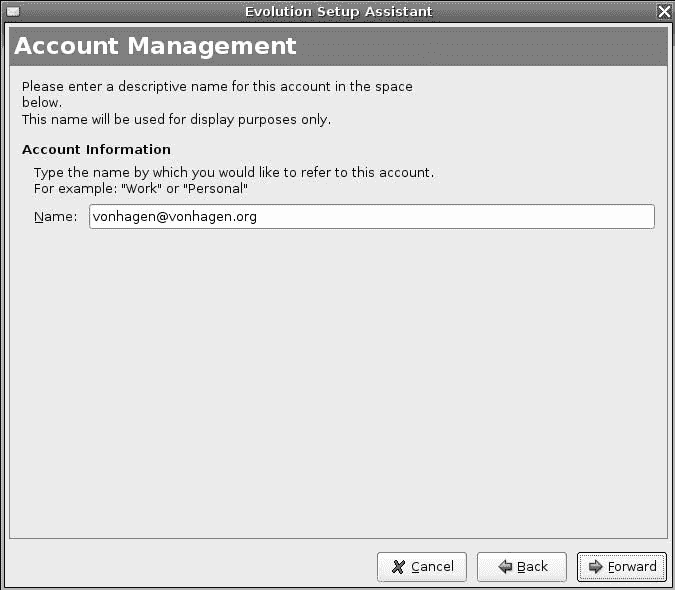 Evolution Setup Assistant
Account Management
Please enter a descriptive name for this account in the space
below.
This name will be used for display purposes only.
Account Information
Type the name by which you would like to refer to this account.
For example: "Work" or "Personal"
Name: vonhagen@vonhagen.org
Cancel Back Forward